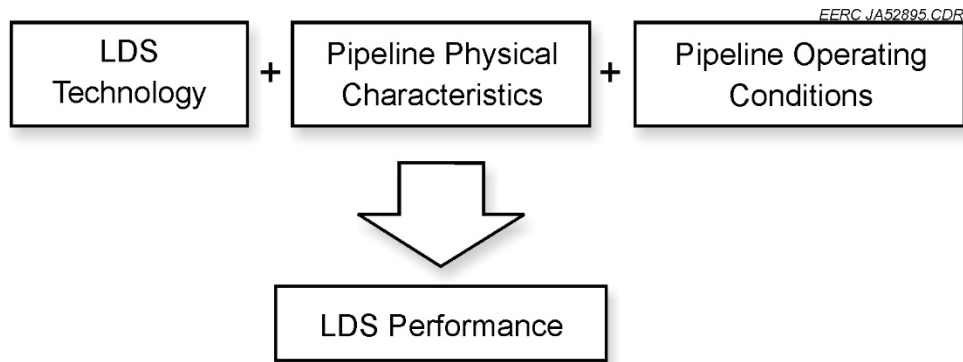 EERC JA52895.CDR
LDS
Technology
+
Pipeline Physical
Characteristics
+
Pipeline Operating
Conditions
LDS Performance